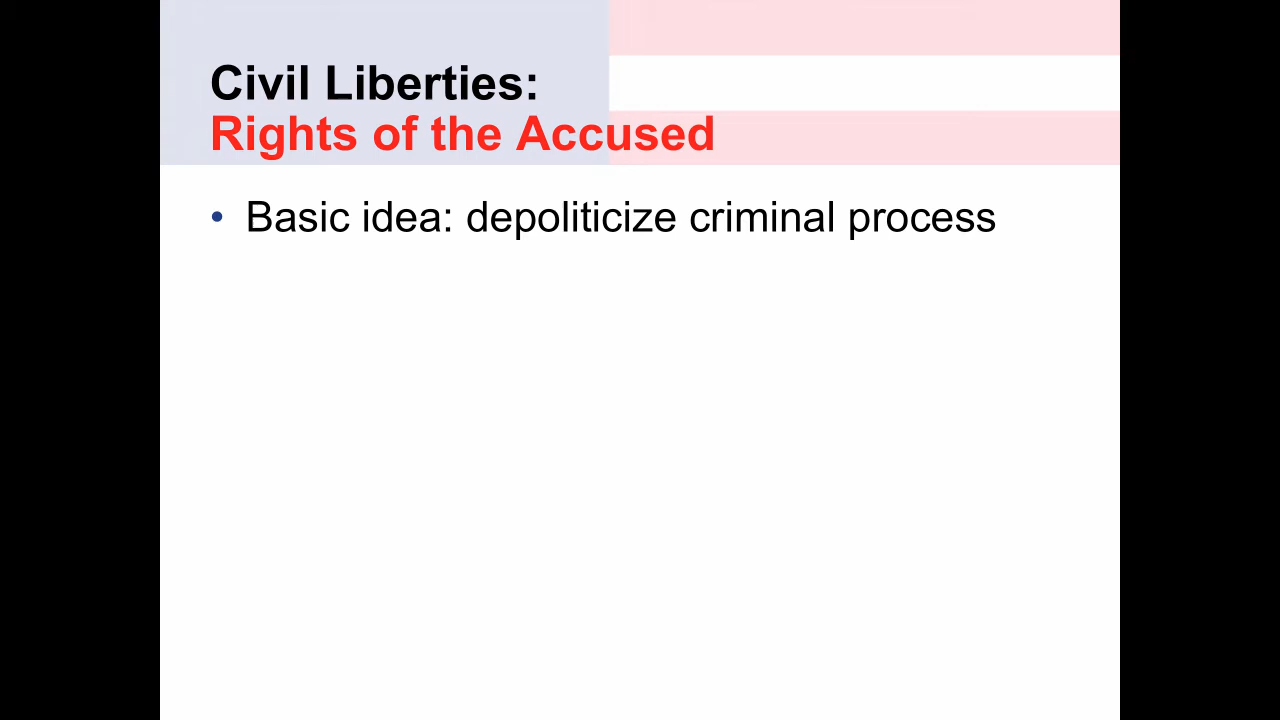 Civil Liberties:
Rights of the Accused
• Basic idea: depoliticize criminal process